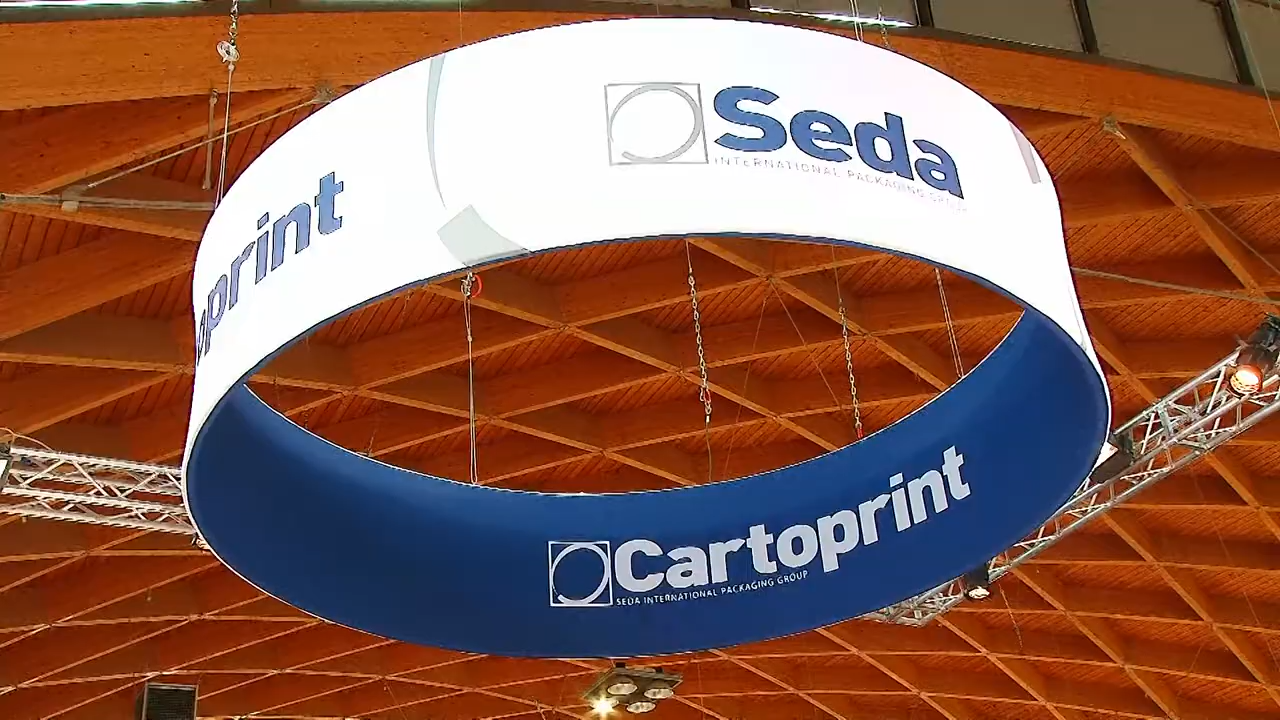 Seda
INTERNATIONAL PACKAGING GROUP
print
Cartoprint
SEDA INTERNATIONAL PACKAGING GROUP